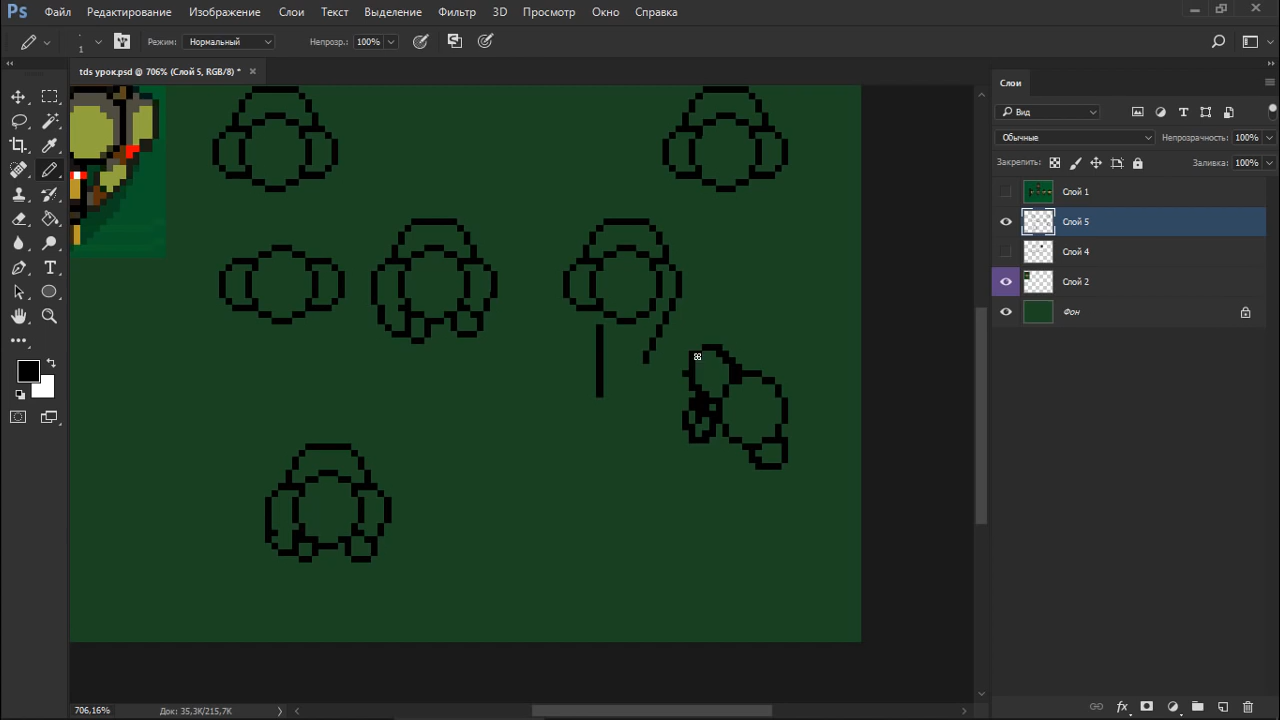 Ps Файл Редактирование Изображение Слои Текст Выделение Фильтр 3D Просмотр Окно Справка
1 Режим: Нормальный Непрозр.: 100%
tds урок.psd @ 706% (Слой 5, RGB/8) * ×
Слои
Вид
Обычные Непрозрачность: 100%
Закрепить: Заливка: 100%
Слой 1
Слой 5
Слой 4
Слой 2
Фон
706,16% Док: 35,3K/215,7K